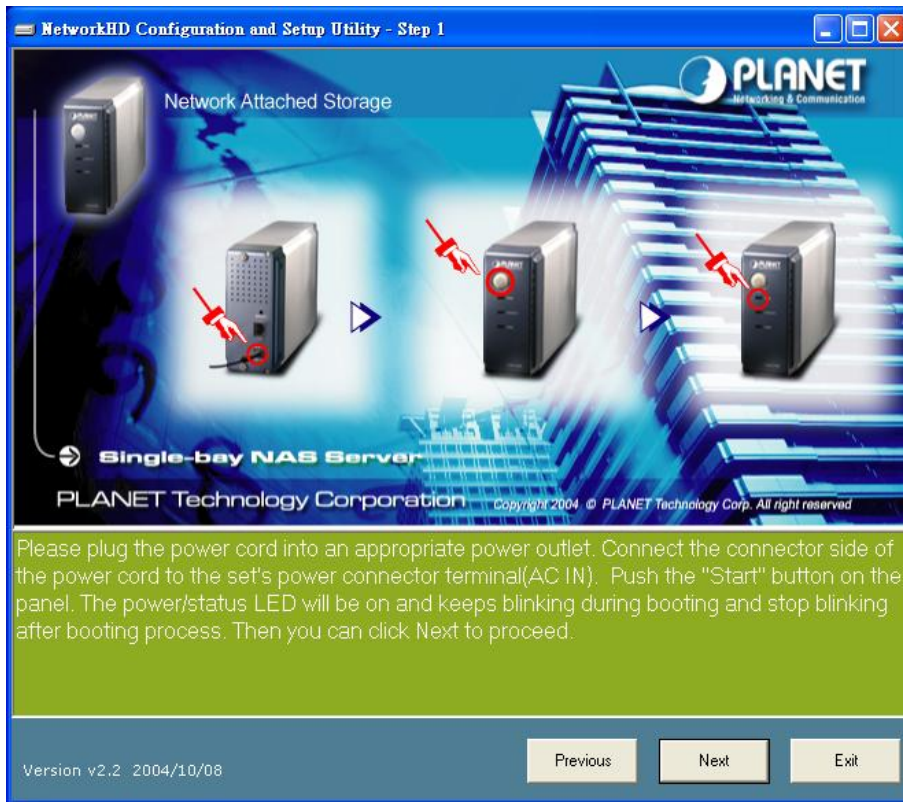 NetworkHD Configuration and Setup Utility - Step 1
Network Attached Storage
PLANET
Networking & Communication
Single-bay NAS Server
PLANET Technology Corporation
Copyright 2004 © PLANET Technology Corp. All right reserved
Please plug the power cord into an appropriate power outlet. Connect the connector side of
the power cord to the set's power connector terminal(AC IN). Push the "Start" button on the
panel. The power/status LED will be on and keeps blinking during booting and stop blinking
after booting process. Then you can click Next to proceed.
Version v2.2 2004/10/08
Previous
Next
Exit